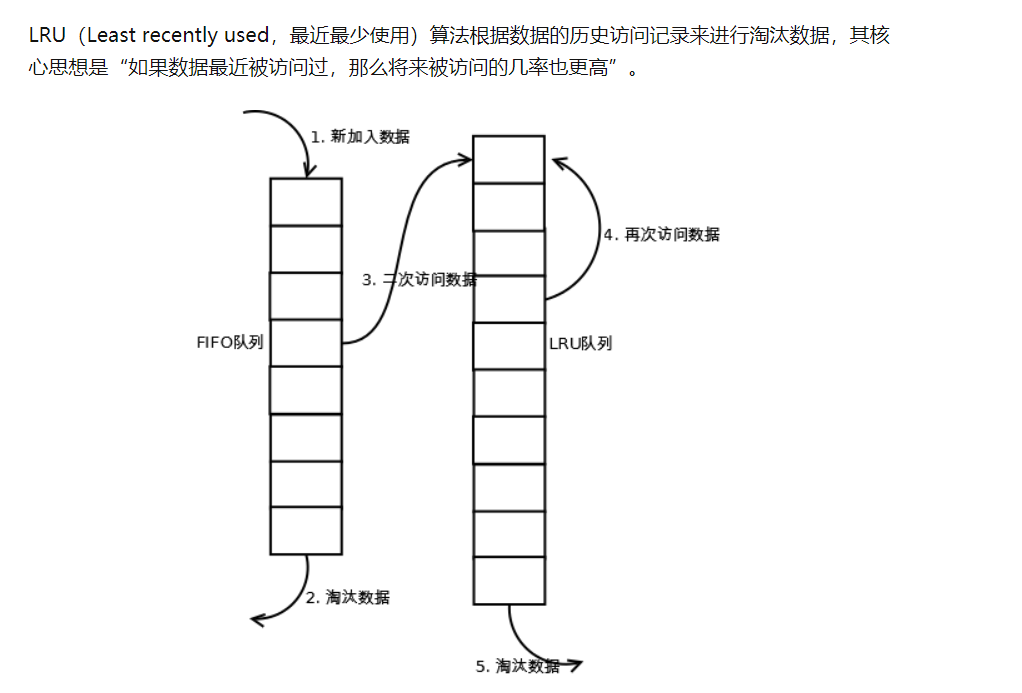 LRU（Least recently used，最近最少使用）算法根据数据的历史访问记录来进行淘汰数据，其核
心思想是“如果数据最近被访问过，那么将来被访问的几率也更高”。
1. 新加入数据
4. 再次访问数据
3. 二次访问数据
FIFO队列
LRU队列
2. 淘汰数据
5. 淘汰数据